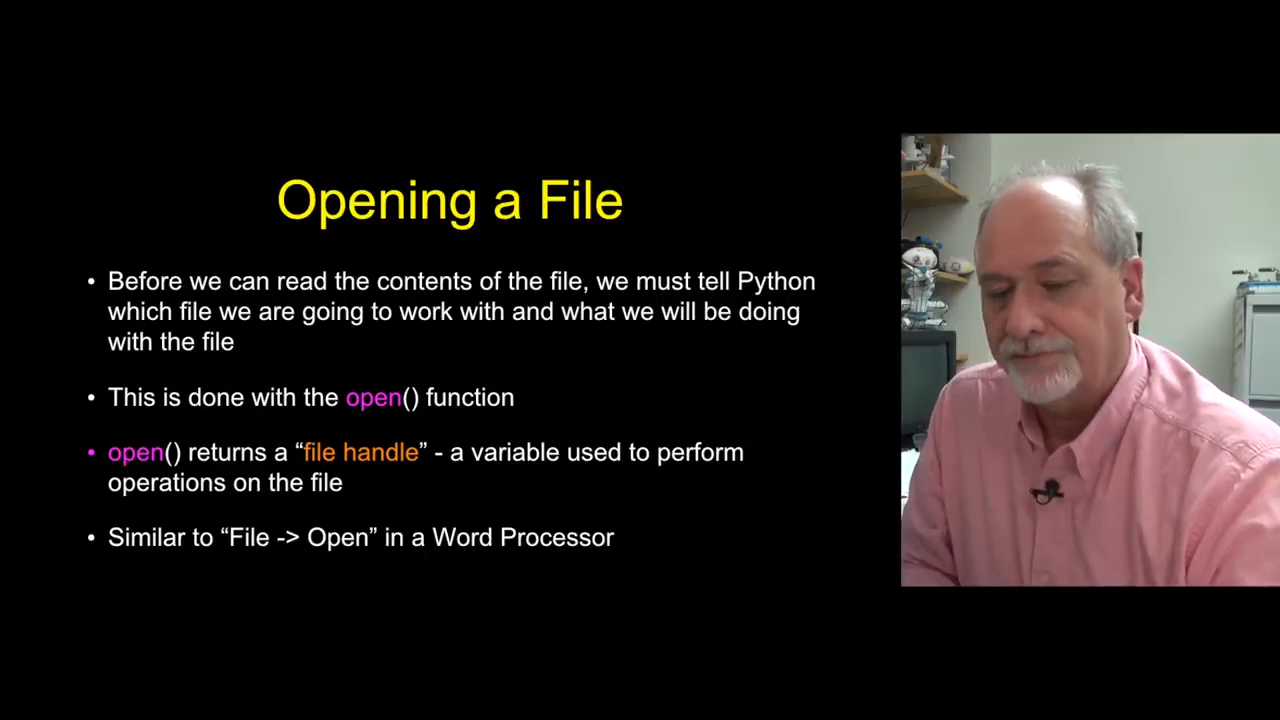 Opening a File
• Before we can read the contents of the file, we must tell Python
which file we are going to work with and what we will be doing
with the file
• This is done with the open() function
• open() returns a “file handle” - a variable used to perform
operations on the file
• Similar to “File -> Open” in a Word Processor